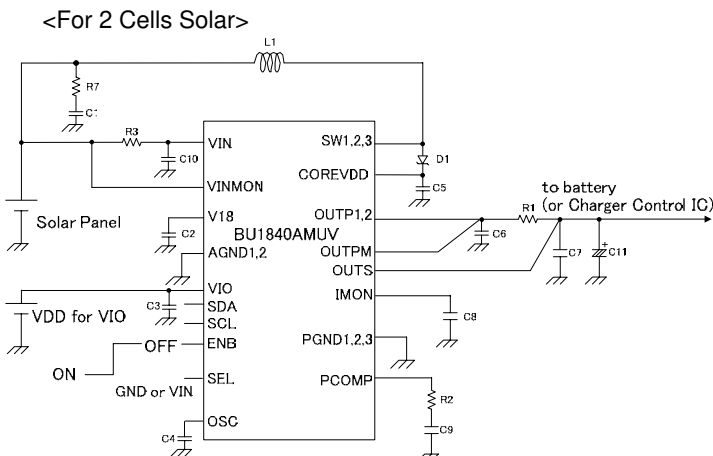 <For 2 Cells Solar>
L1
R7
R3
VIN
SW1,2,3
C10
D1
COREVDD
VINMON
C5
to battery
(or Charger Control IC)
Solar Panel
V18
OUTP1,2
R1
C2
BU1840AMUV
C6
AGND1,2
OUTPM
C7
C11
OUTS
VIO
IMON
C3
SDA
VDD for VIO
SCL
C8
OFF
ENB
PGND1,2,3
ON
SEL
PCOMP
GND or VIN
R2
OSC
C9
C4